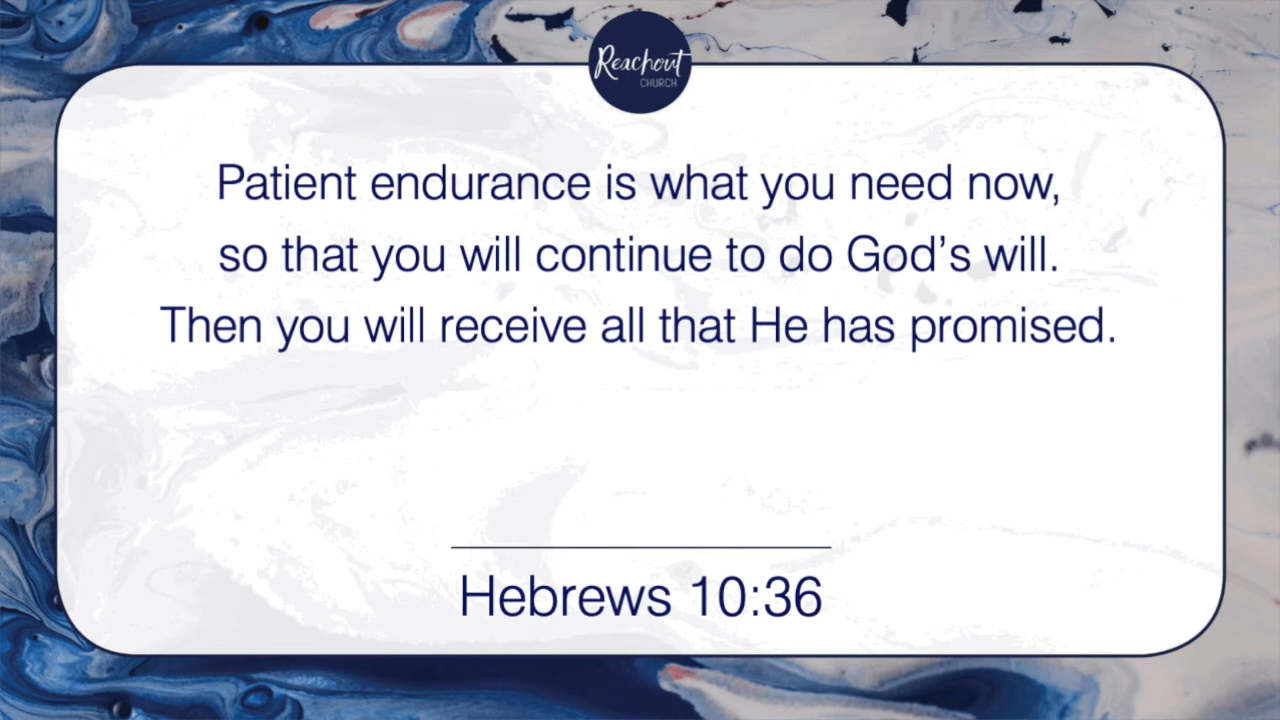 Reachout
CHURCH
Patient endurance is what you need now,
so that you will continue to do God’s will.
Then you will receive all that He has promised.
Hebrews 10:36